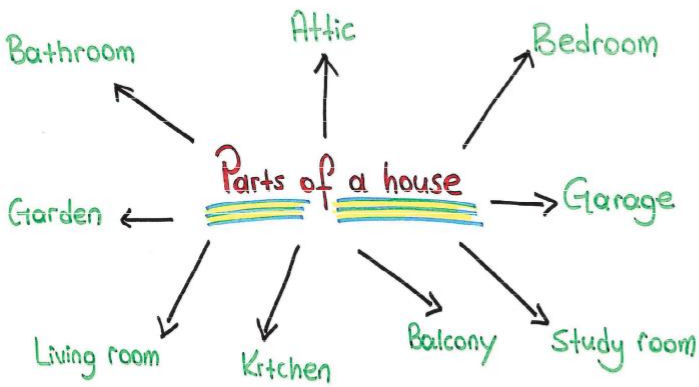 Attic
Bathroom
Bedroom
Parts of a house
Garden
Garage
Living room
Kitchen
Balcony
Study room